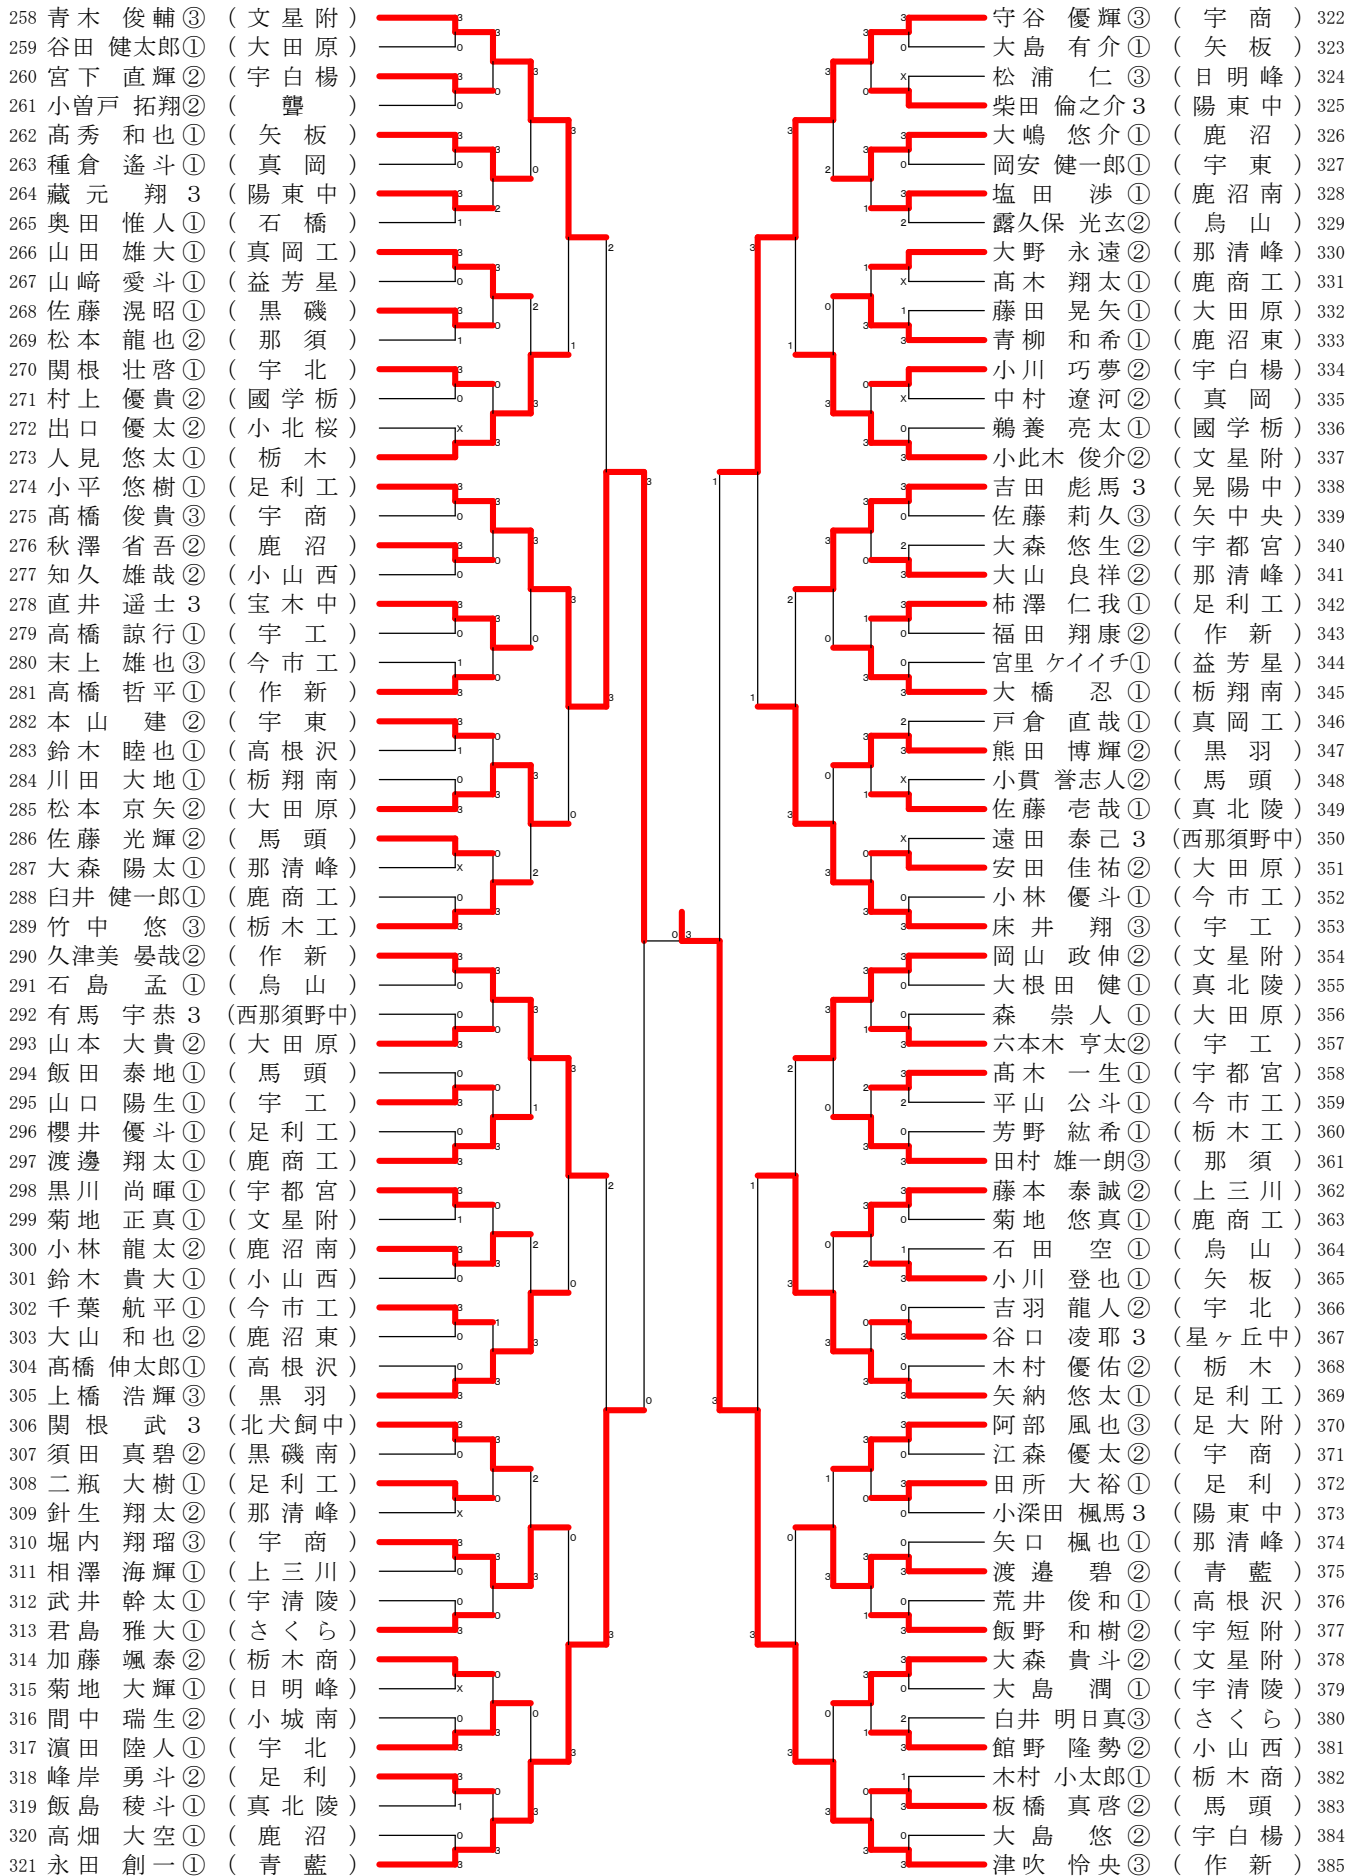 258 青木 俊輔③ (文星附)
259 谷田 健太郎① (大田原)
260 宮下 直輝② (宇白楊)
261 小曽戸 拓翔② (聾)
262 髙秀 和也① (矢板)
263 種倉 遙斗① (真岡)
264 藏元 翔 3 (陽東中)
265 奥田 惟人① (石橋)
266 山田 雄大① (真岡工)
267 山﨑 愛斗① (益芳星)
268 佐藤 滉昭① (黒磯)
269 松本 龍也② (那須)
270 関根 壮啓① (宇北)
271 村上 優貴② (國学栃)
272 出口 優太② (小北桜)
273 人見 悠太① (栃木)
274 小平 悠樹① (足利工)
275 髙橋 俊貴③ (宇商)
276 秋澤 省吾② (鹿沼)
277 知久 雄哉② (小山西)
278 直井 遥士 3 (宝木中)
279 高橋 諒行① (宇工)
280 末上 雄也③ (今市工)
281 高橋 哲平① (作新)
282 本山 建② (宇東)
283 鈴木 睦也① (高根沢)
284 川田 大地① (栃翔南)
285 松本 京矢② (大田原)
286 佐藤 光輝② (馬頭)
287 大森 陽太① (那清峰)
288 臼井 健一郎① (鹿商工)
289 竹中 悠③ (栃木工)
290 久津美 晏哉② (作新)
291 石島 孟① (烏山)
292 有馬 宇恭 3 (西那須野中)
293 山本 大貴② (大田原)
294 飯田 泰地① (馬頭)
295 山口 陽生① (宇工)
296 櫻井 優斗① (足利工)
297 渡邊 翔太① (鹿商工)
298 黒川 尚暉① (宇都宮)
299 菊地 正真① (文星附)
300 小林 龍太② (鹿沼南)
301 鈴木 貴大① (小山西)
302 千葉 航平① (今市工)
303 大山 和也② (鹿沼東)
304 髙橋 伸太郎① (高根沢)
305 上橋 浩輝③ (黒羽)
306 関根 武 3 (北犬飼中)
307 須田 真碧② (黒磯南)
308 二瓶 大樹① (足利工)
309 針生 翔太② (那清峰)
310 堀内 翔瑠③ (宇商)
311 相澤 海輝① (上三川)
312 武井 幹太① (宇清陵)
313 君島 雅大① (さくら)
314 加藤 颯泰② (栃木商)
315 菊地 大輝① (日明峰)
316 間中 瑞生② (小城南)
317 濵田 陸人① (宇北)
318 峰岸 勇斗② (足利)
319 飯島 稜斗① (真北陵)
320 高畑 大空① (鹿沼)
321 永田 創一① (青藍)
守谷 優輝③ (宇商) 322
大島 有介① (矢板) 323
松浦 仁③ (日明峰) 324
柴田 倫之介 3 (陽東中) 325
大嶋 悠介① (鹿沼) 326
岡安 健一郎① (宇東) 327
塩田 渉① (鹿沼南) 328
露久保 光玄② (烏山) 329
大野 永遠② (那清峰) 330
髙木 翔太① (鹿商工) 331
藤田 晃矢① (大田原) 332
青柳 和希① (鹿沼東) 333
小川 巧夢② (宇白楊) 334
中村 遼河② (真岡) 335
鵜養 亮太① (國学栃) 336
小此木 俊介② (文星附) 337
吉田 彪馬 3 (晃陽中) 338
佐藤 莉久③ (矢中央) 339
大森 悠生② (宇都宮) 340
大山 良祥② (那清峰) 341
柿澤 仁我① (足利工) 342
福田 翔康② (作新) 343
宮里 ケイイチ① (益芳星) 344
大橋 忍① (栃翔南) 345
戸倉 直哉① (真岡工) 346
熊田 博輝② (黒羽) 347
小貫 誉志人② (馬頭) 348
佐藤 壱哉① (真北陵) 349
遠田 泰己 3 (西那須野中) 350
安田 佳祐② (大田原) 351
小林 優斗① (今市工) 352
床井 翔③ (宇工) 353
岡山 政伸② (文星附) 354
大根田 健① (真北陵) 355
森 崇人① (大田原) 356
六本木 亨太② (宇工) 357
髙木 一生① (宇都宮) 358
平山 公斗① (今市工) 359
芳野 紘希① (栃木工) 360
田村 雄一朗③ (那須) 361
藤本 泰誠② (上三川) 362
菊地 悠真① (鹿商工) 363
石田 空① (烏山) 364
小川 登也① (矢板) 365
吉羽 龍人② (宇北) 366
谷口 凌耶 3 (星ヶ丘中) 367
木村 優佑② (栃木) 368
矢納 悠太① (足利工) 369
阿部 風也③ (足大附) 370
江森 優太② (宇商) 371
田所 大裕① (足利) 372
小深田 楓馬 3 (陽東中) 373
矢口 楓也① (那清峰) 374
渡邉 碧② (青藍) 375
荒井 俊和① (高根沢) 376
飯野 和樹② (宇短附) 377
大森 貴斗② (文星附) 378
大島 潤① (宇清陵) 379
白井 明日真③ (さくら) 380
館野 隆勢② (小山西) 381
木村 小太郎① (栃木商) 382
板橋 真啓② (馬頭) 383
大島 悠② (宇白楊) 384
津吹 怜央③ (作新) 385